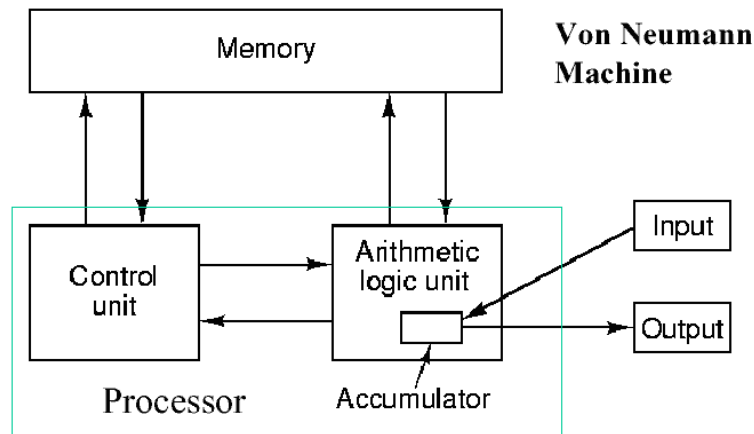 Memory
Von Neumann
Machine
Control
unit
Arithmetic
logic unit
Input
Output
Processor
Accumulator